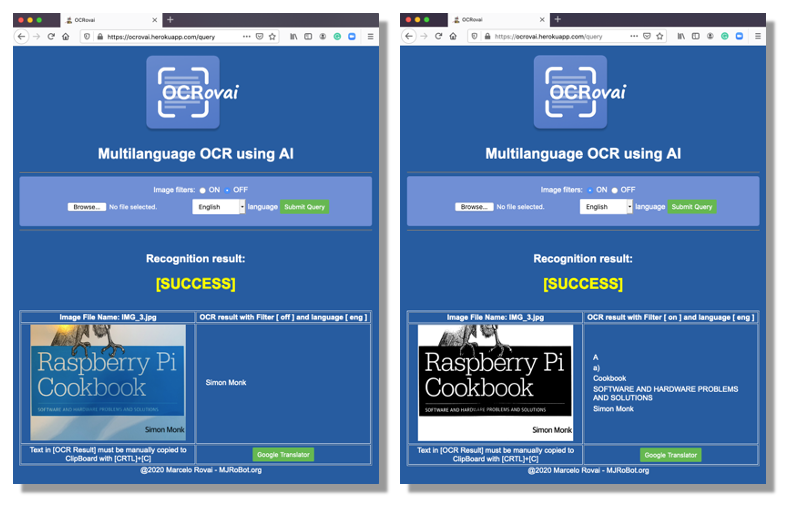 OCRovai
https://ocrovai.herokuapp.com/query
OCRovai
Multilanguage OCR using AI
Image filters: ON OFF
Browse... No file selected. English language Submit Query
Recognition result:
[SUCCESS]
Image File Name: IMG_3.jpg OCR result with Filter [ off ] and language [ eng ]
Raspberry Pi
Cookbook
SOFTWARE AND HARDWARE PROBLEMS AND SOLUTIONS
Simon Monk
Simon Monk
Text in [OCR Result] must be manually copied to
ClipBoard with [CRTL]+[C]
Google Translator
@2020 Marcelo Rovai - MJRoBot.org
OCRovai
https://ocrovai.herokuapp.com/query
OCRovai
Multilanguage OCR using AI
Image filters: ON OFF
Browse... No file selected. English language Submit Query
Recognition result:
[SUCCESS]
Image File Name: IMG_3.jpg OCR result with Filter [ on ] and language [ eng ]
Raspberry Pi
Cookbook
SOFTWARE AND HARDWARE PROBLEMS AND SOLUTIONS
Simon Monk
A
a)
Cookbook
SOFTWARE AND HARDWARE PROBLEMS
AND SOLUTIONS
Simon Monk
Text in [OCR Result] must be manually copied to
ClipBoard with [CRTL]+[C]
Google Translator
@2020 Marcelo Rovai - MJRoBot.org